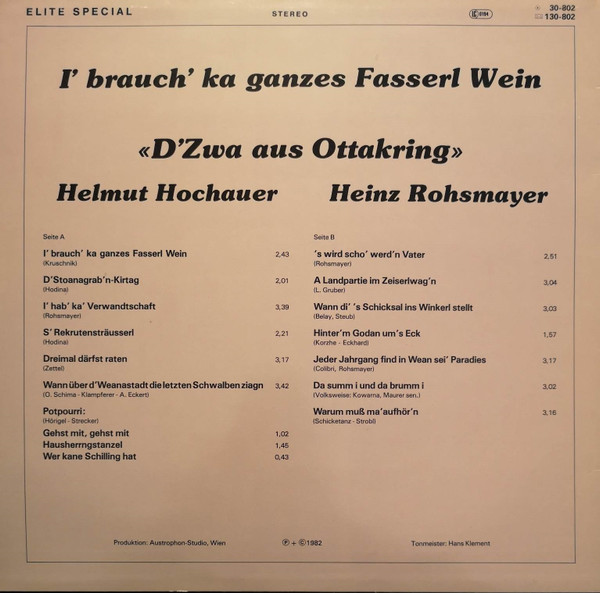 ELITE SPECIAL
STEREO
LC 0154
30-802
130-802
I' brauch' ka ganzes Fasserl Wein
«D'Zwa aus Ottakring»
Helmut Hochauer
Heinz Rohsmayer
Seite A
I' brauch' ka ganzes Fasserl Wein 2,43
(Kruschnik)
D'Stoanagrab'n-Kirtag 2,01
(Hodina)
I' hab' ka' Verwandtschaft 3,39
(Rohsmayer)
S' Rekrutensträusserl 2,21
(Hodina)
Dreimal därfst raten 3,17
(Zettel)
Wann über d'Weanastadt die letzten Schwalben ziagn 3,42
(O. Schima - Klampferer - A. Eckert)
Potpourri:
(Hörigel - Strecker)
Gehst mit, gehst mit 1,02
Hausherrngstanzel 1,45
Wer kane Schilling hat 0,43
Seite B
's wird scho' werd'n Vater 2,51
(Rohsmayer)
A Landpartie im Zeiserlwag'n 3,04
(L. Gruber)
Wann di' 's Schicksal ins Winkerl stellt 3,03
(Belay, Steub)
Hinter'm Godan um's Eck 1,57
(Korzhe - Eckhard)
Jeder Jahrgang find in Wean sei' Paradies 3,17
(Colibri, Rohsmayer)
Da summ i und da brumm i 3,02
(Volksweise: Kowarna, Maurer sen.)
Warum muß ma'aufhör'n 3,16
(Schicketanz - Strobl)
Produktion: Austrophon-Studio, Wien
Ⓟ + ©1982
Tonmeister: Hans Klement